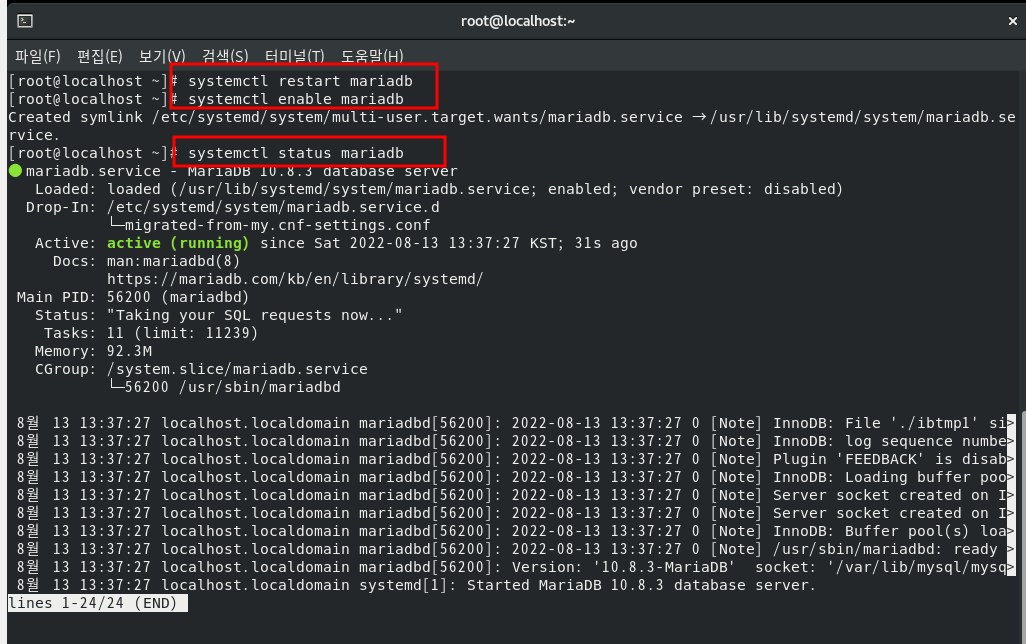 root@localhost:~
파일(F) 편집(E) 보기(V) 검색(S) 터미널(T) 도움말(H)
[root@localhost ~]# systemctl restart mariadb
[root@localhost ~]# systemctl enable mariadb
Created symlink /etc/systemd/system/multi-user.target.wants/mariadb.service → /usr/lib/systemd/system/mariadb.se
rvice.
[root@localhost ~]# systemctl status mariadb
● mariadb.service - MariaDB 10.8.3 database server
Loaded: loaded (/usr/lib/systemd/system/mariadb.service; enabled; vendor preset: disabled)
Drop-In: /etc/systemd/system/mariadb.service.d
└─migrated-from-my.cnf-settings.conf
Active: active (running) since Sat 2022-08-13 13:37:27 KST; 31s ago
Docs: man:mariadbd(8)
https://mariadb.com/kb/en/library/systemd/
Main PID: 56200 (mariadbd)
Status: "Taking your SQL requests now..."
Tasks: 11 (limit: 11239)
Memory: 92.3M
CGroup: /system.slice/mariadb.service
└─56200 /usr/sbin/mariadbd
8월 13 13:37:27 localhost.localdomain mariadbd[56200]: 2022-08-13 13:37:27 0 [Note] InnoDB: File './ibtmp1' si>
8월 13 13:37:27 localhost.localdomain mariadbd[56200]: 2022-08-13 13:37:27 0 [Note] InnoDB: log sequence numbe>
8월 13 13:37:27 localhost.localdomain mariadbd[56200]: 2022-08-13 13:37:27 0 [Note] Plugin 'FEEDBACK' is disab>
8월 13 13:37:27 localhost.localdomain mariadbd[56200]: 2022-08-13 13:37:27 0 [Note] InnoDB: Loading buffer poo>
8월 13 13:37:27 localhost.localdomain mariadbd[56200]: 2022-08-13 13:37:27 0 [Note] Server socket created on I>
8월 13 13:37:27 localhost.localdomain mariadbd[56200]: 2022-08-13 13:37:27 0 [Note] Server socket created on I>
8월 13 13:37:27 localhost.localdomain mariadbd[56200]: 2022-08-13 13:37:27 0 [Note] InnoDB: Buffer pool(s) loa>
8월 13 13:37:27 localhost.localdomain mariadbd[56200]: 2022-08-13 13:37:27 0 [Note] /usr/sbin/mariadbd: ready >
8월 13 13:37:27 localhost.localdomain mariadbd[56200]: Version: '10.8.3-MariaDB'  socket: '/var/lib/mysql/mysq>
8월 13 13:37:27 localhost.localdomain systemd[1]: Started MariaDB 10.8.3 database server.
lines 1-24/24 (END)